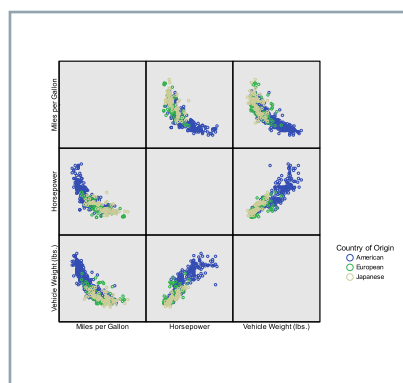 Miles per Gallon
Horsepower
Vehicle Weight (lbs.)
Miles per Gallon
Horsepower
Vehicle Weight (lbs.)
Country of Origin
American
European
Japanese